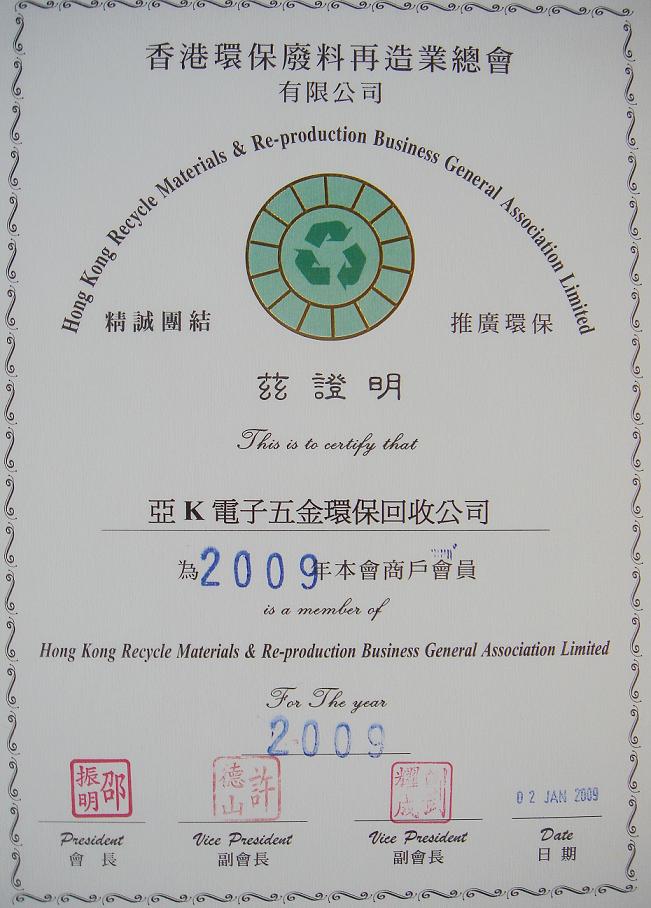 香港環保廢料再造業總會
有限公司
Hong Kong Recycle Materials & Re-production Business General Association Limited
精誠團結 推廣環保
茲證明
This is to certify that
亞K電子五金環保回收公司
為2009年本會商戶會員
is a member of
Hong Kong Recycle Materials & Re-production Business General Association Limited
For The year
2009
邵振明 許德山 耀成 02 JAN 2009
President Vice President Vice President Date
會長 副會長 副會長 日期